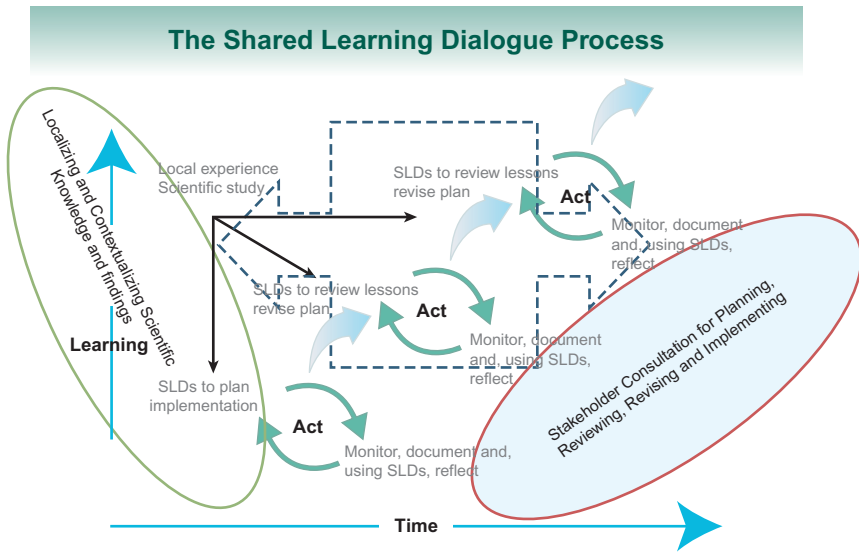 The Shared Learning Dialogue Process
Localizing and Contextualizing Scientific
Knowledge and findings
Learning
Local experience
Scientific study
SLDs to review lessons
revise plan
Act
Monitor, document
and, using SLDs,
reflect
SLDs to review lessons
revise plan
Act
Monitor, document
and, using SLDs,
reflect
SLDs to plan
implementation
Act
Monitor, document and,
using SLDs, reflect
Stakeholder Consultation for Planning,
Reviewing, Revising and Implementing
Time